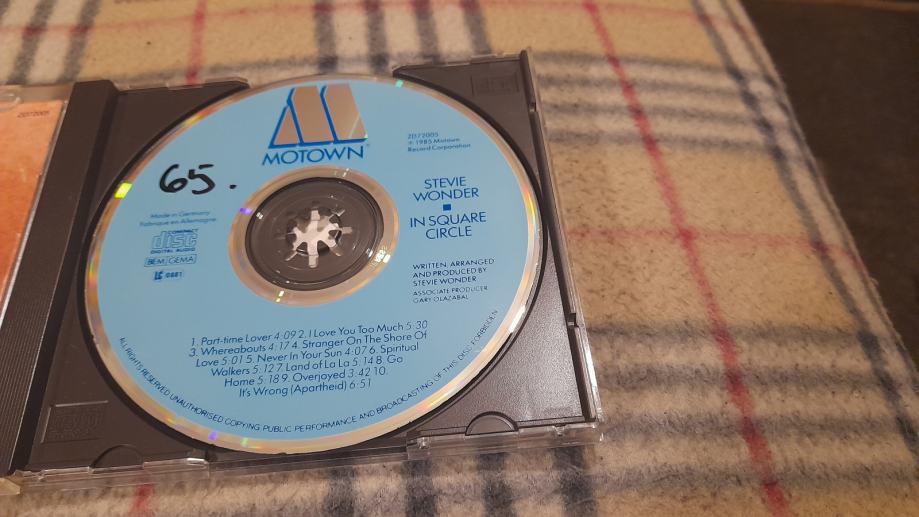 ZD72005
MOTOWN®
65.
ZD72005
℗ 1985 Motown
Record Corporation
STEVIE
WONDER
IN SQUARE
CIRCLE
Made in Germany
Fabriqué en Allemagne
COMPACT
disc
DIGITAL AUDIO
BIEM/GEMA
LC 0881
WRITTEN, ARRANGED
AND PRODUCED BY
STEVIE WONDER
ASSOCIATE PRODUCER
GARY OLAZABAL
1. Part-time Lover 4:09 2. I Love You Too Much 5:30
3. Whereabouts 4:17 4. Stranger On The Shore Of
Love 5:01 5. Never In Your Sun 4:07 6. Spiritual
Walkers 5:12 7. Land of La La 5:14 8. Go
Home 5:18 9. Overjoyed 3:42 10.
It's Wrong (Apartheid) 6:51
ALL RIGHTS RESERVED UNAUTHORISED COPYING PUBLIC PERFORMANCE AND BROADCASTING OF THIS DISC FORBIDDEN